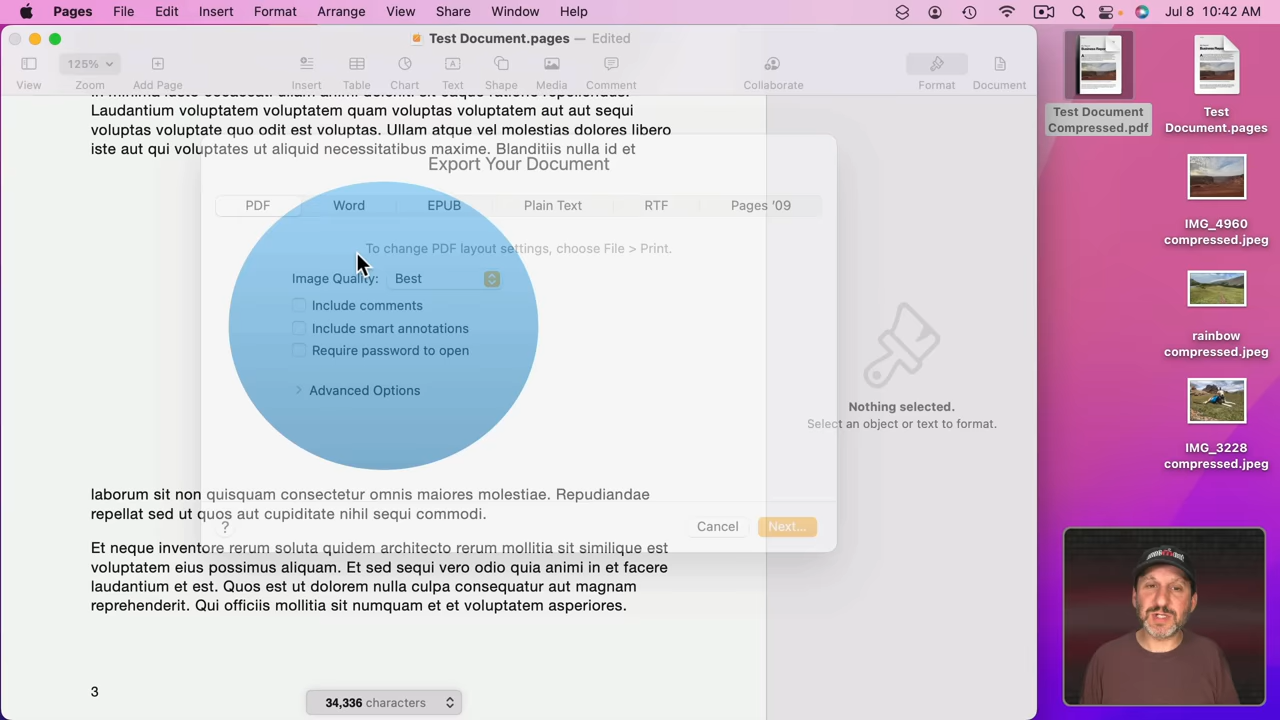 Pages File Edit Insert Format Arrange View Share Window Help Jul 8 10:42 AM
Test Document.pages — Edited
125%
View Zoom Add Page Insert Table Chart Text Shape Media Comment Collaborate Format Document
Laudantium voluptatem voluptatem quam voluptas voluptatem aut aut sequi
voluptas voluptate quo odit est voluptas. Ullam atque vel molestias dolores libero
iste aut qui voluptates ut aliquid necessitatibus maxime. Blanditiis nulla id et
Export Your Document
PDF Word EPUB Plain Text RTF Pages '09
To change PDF layout settings, choose File > Print.
Image Quality: Best
Include comments
Include smart annotations
Require password to open
Advanced Options
? Cancel Next...
laborum sit non quisquam consectetur omnis maiores molestiae. Repudiandae
repellat sed ut quos aut cupiditate nihil sequi commodi.
Et neque inventore rerum soluta quidem architecto rerum mollitia sit similique est
voluptatem eius possimus aliquam. Et sed sequi vero odio quia animi in et facere
laudantium et est. Quos est ut dolorem nulla culpa consequatur aut magnam
reprehenderit. Qui officiis mollitia sit numquam et et voluptatem asperiores.
3
34,336 characters
Nothing selected.
Select an object or text to format.
Test Document
Compressed.pdf
Test
Document.pages
IMG_4960
compressed.jpeg
rainbow
compressed.jpeg
IMG_3228
compressed.jpeg